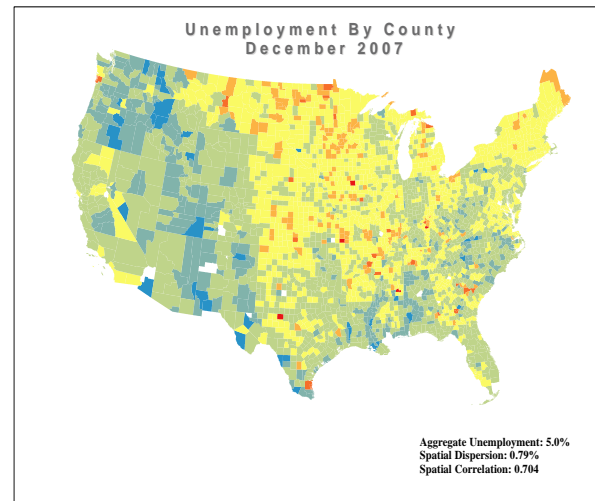 Unemployment By County
December 2007
Aggregate Unemployment: 5.0%
Spatial Dispersion: 0.79%
Spatial Correlation: 0.704